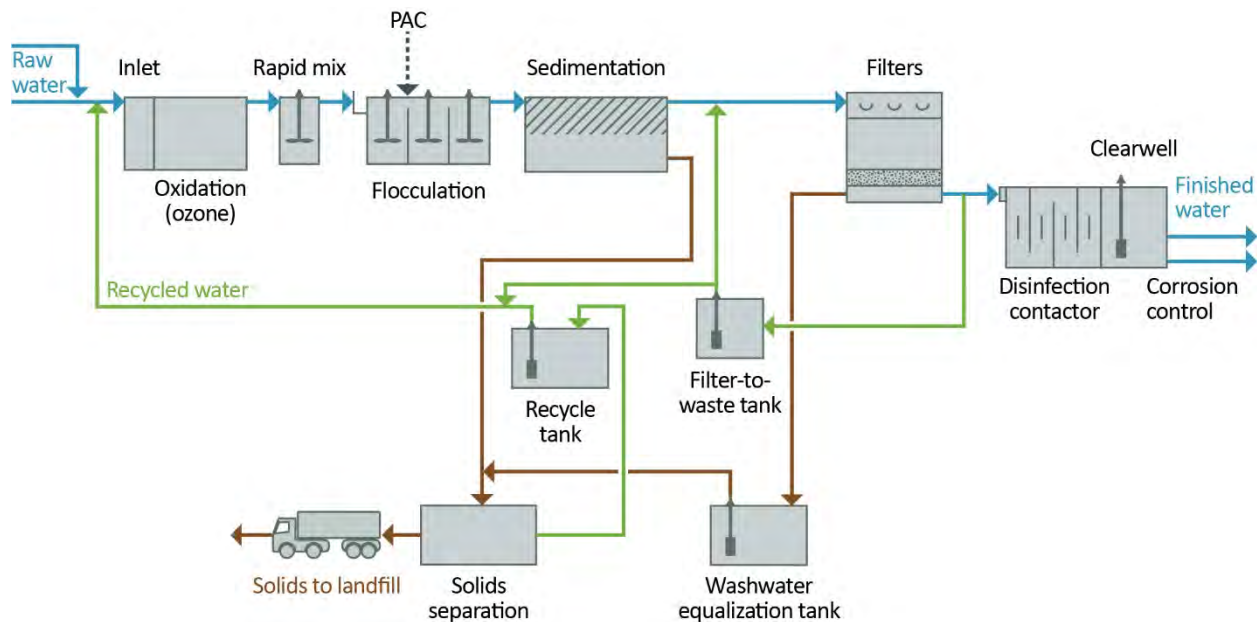 PAC
Raw
water
Inlet
Rapid mix
Sedimentation
Filters
Oxidation
(ozone)
Flocculation
Clearwell
Finished
water
Recycled water
Disinfection
contactor
Corrosion
control
Filter-to-
waste tank
Recycle
tank
Solids to landfill
Solids
separation
Washwater
equalization tank